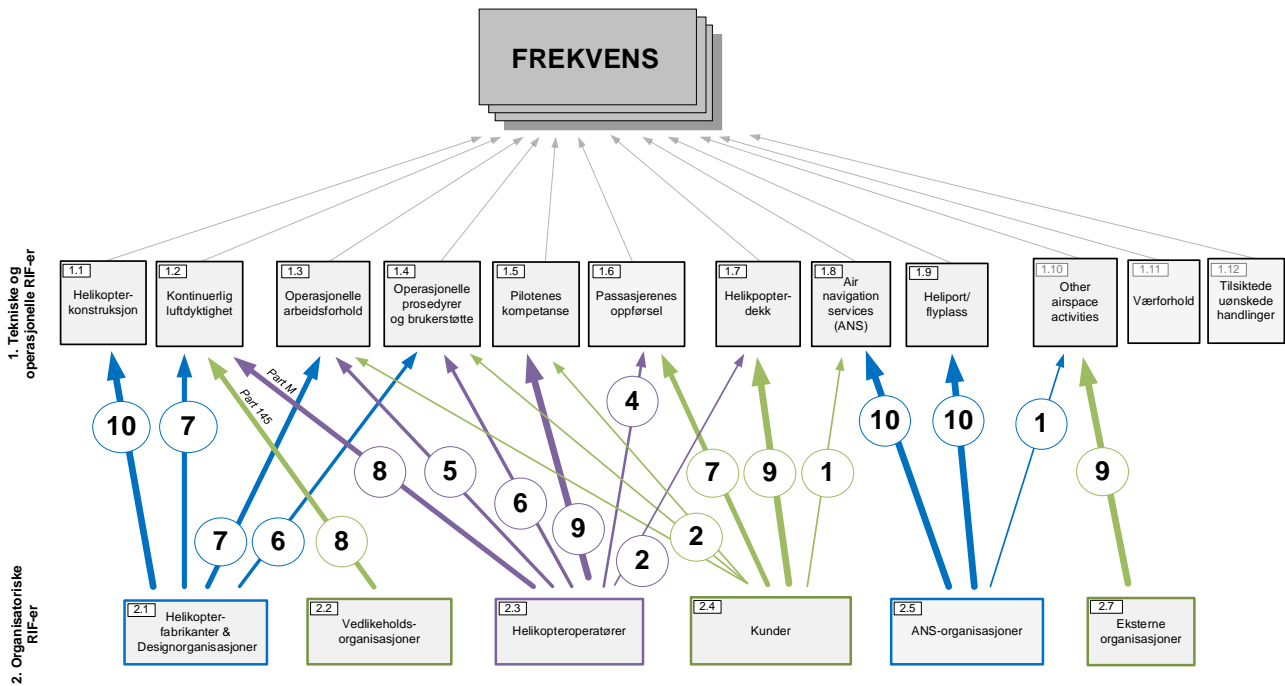 FREKVENS
1. Tekniske og
operasjonelle RIF-er
1.1
Helikopter-
konstruksjon
1.2
Kontinuerlig
luftdyktighet
1.3
Operasjonelle
arbeidsforhold
1.4
Operasjonelle
prosedyrer
og brukerstøtte
1.5
Pilotenes
kompetanse
1.6
Passasjerenes
oppførsel
1.7
Helikpopter-
dekk
1.8
Air
navigation
services
(ANS)
1.9
Heliport/
flyplass
1.10
Other
airspace
activities
1.11
Værforhold
1.12
Tilsiktede
uønskede
handlinger
Part M
Part 145
10
7
7
6
8
8
5
6
9
4
2
2
7
9
1
10
10
1
9
2. Organisatoriske
RIF-er
2.1
Helikopter-
fabrikanter &
Designorganisasjoner
2.2
Vedlikeholds-
organisasjoner
2.3
Helikopteroperatører
2.4
Kunder
2.5
ANS-organisasjoner
2.7
Eksterne
organisasjoner